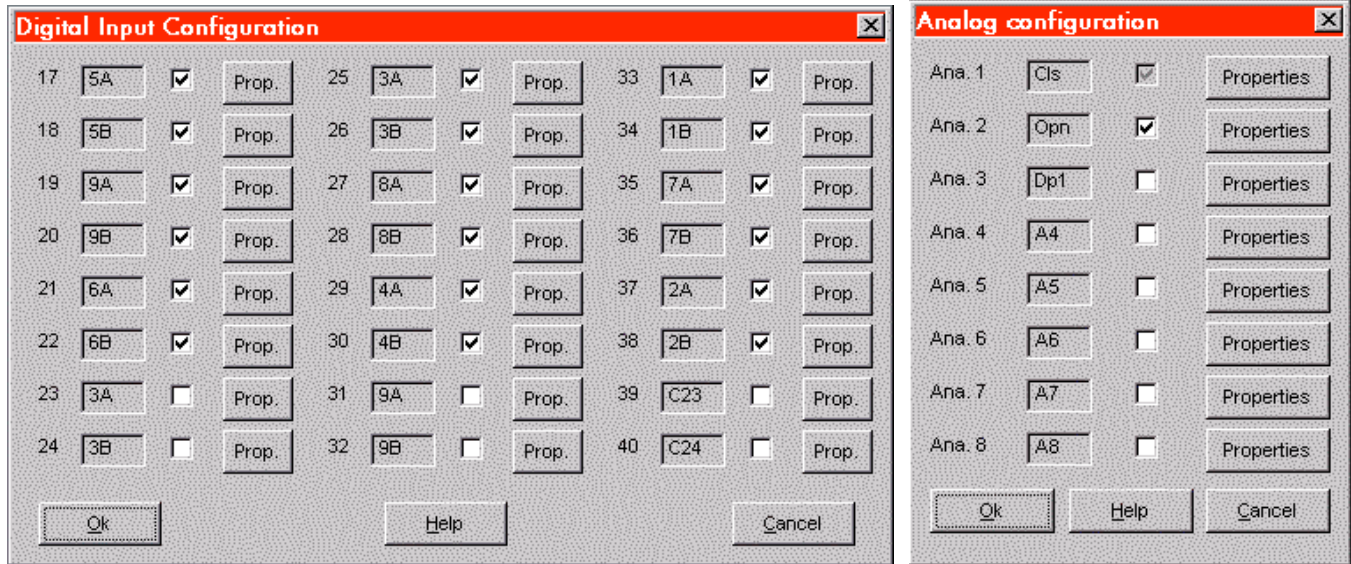 Digital Input Configuration
17 5A Prop. 25 3A Prop. 33 1A Prop.
18 5B Prop. 26 3B Prop. 34 1B Prop.
19 9A Prop. 27 8A Prop. 35 7A Prop.
20 9B Prop. 28 8B Prop. 36 7B Prop.
21 6A Prop. 29 4A Prop. 37 2A Prop.
22 6B Prop. 30 4B Prop. 38 2B Prop.
23 3A Prop. 31 9A Prop. 39 C23 Prop.
24 3B Prop. 32 9B Prop. 40 C24 Prop.
Ok Help Cancel
Analog configuration
Ana. 1 Cls Properties
Ana. 2 Opn Properties
Ana. 3 Dp1 Properties
Ana. 4 A4 Properties
Ana. 5 A5 Properties
Ana. 6 A6 Properties
Ana. 7 A7 Properties
Ana. 8 A8 Properties
Ok Help Cancel